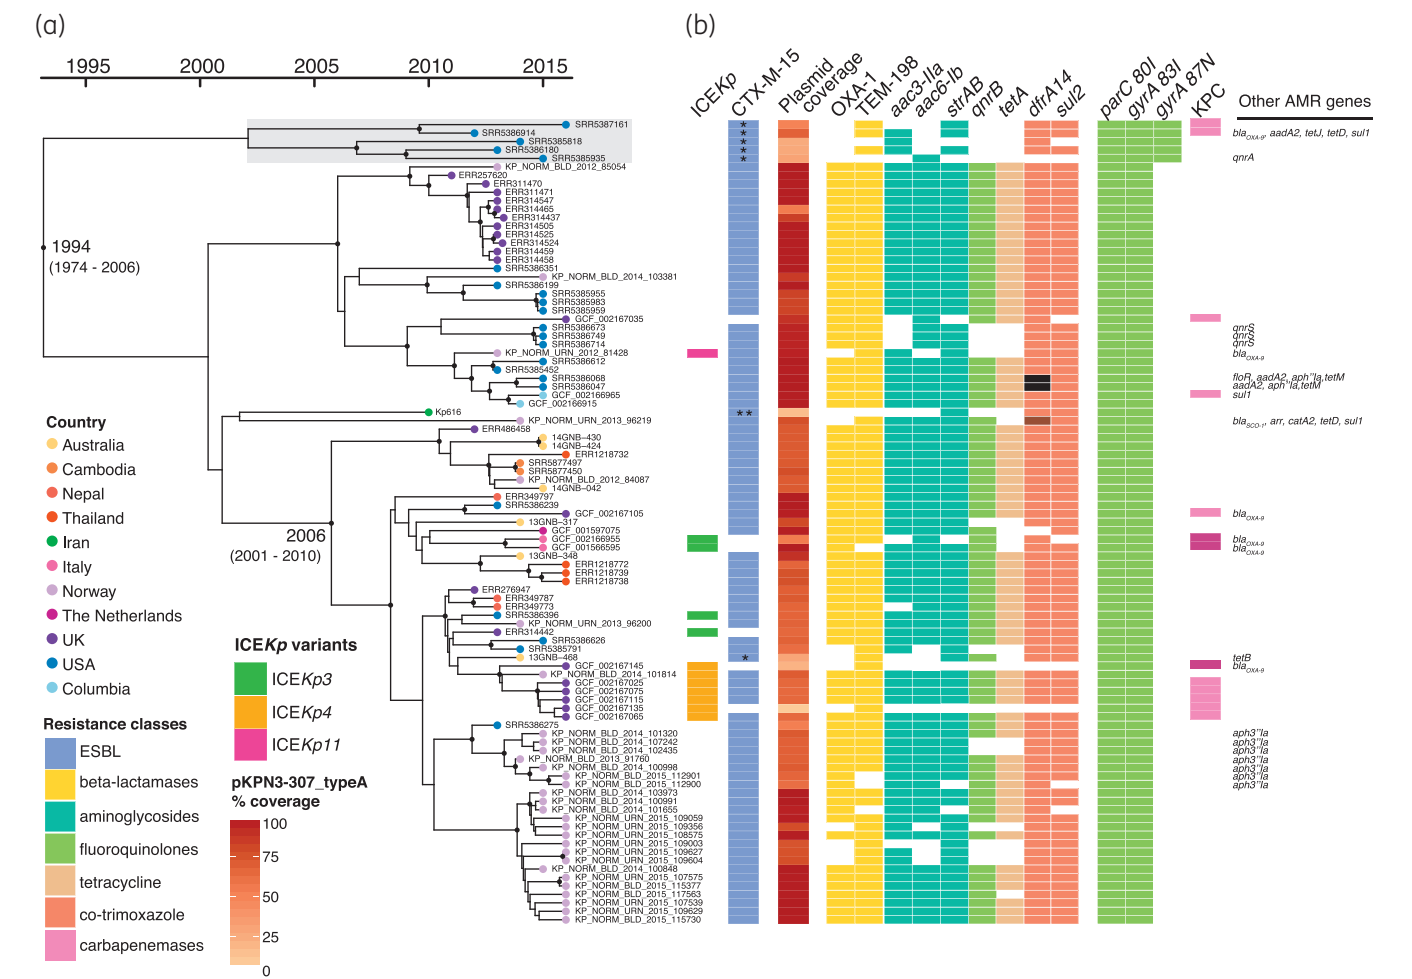 (a)
1995 2000 2005 2010 2015
1994
(1974 - 2006)
2006
(2001 - 2010)
SRR5387161
SRR5386914
SRR5385818
SRR5386180
SRR5385935
KP_NORM_BLD_2012_85054
ERR257620
ERR311470
ERR311471
ERR314547
ERR314465
ERR314437
ERR314505
ERR314525
ERR314524
ERR314459
ERR314458
SRR5386351
KP_NORM_BLD_2014_103381
SRR5386199
SRR5385955
SRR5385983
SRR5385959
GCF_002167035
SRR5386673
SRR5386749
SRR5386714
KP_NORM_URN_2012_81428
SRR5386612
SRR5385452
SRR5386068
SRR5386047
GCF_002166965
GCF_002166915
Kp616
KP_NORM_URN_2013_96219
ERR486458
14GNB-430
14GNB-424
ERR1218732
SRR5877497
SRR5877450
KP_NORM_BLD_2012_84087
14GNB-042
ERR349797
SRR5386239
GCF_002167105
13GNB-317
GCF_001597075
GCF_002166955
GCF_001566595
13GNB-348
ERR1218772
ERR1218739
ERR1218738
ERR276947
ERR349787
ERR349773
SRR5386396
KP_NORM_URN_2013_96200
ERR314442
SRR5386626
SRR5385791
13GNB-468
GCF_002167145
KP_NORM_BLD_2014_101814
GCF_002167025
GCF_002167075
GCF_002167115
GCF_002167135
GCF_002167065
SRR5386275
KP_NORM_BLD_2014_101320
KP_NORM_BLD_2014_107242
KP_NORM_BLD_2014_102435
KP_NORM_BLD_2013_91760
KP_NORM_BLD_2014_100998
KP_NORM_BLD_2015_112901
KP_NORM_BLD_2015_112900
KP_NORM_BLD_2014_103973
KP_NORM_BLD_2014_100991
KP_NORM_BLD_2014_101655
KP_NORM_URN_2015_109059
KP_NORM_URN_2015_109356
KP_NORM_URN_2015_108575
KP_NORM_URN_2015_109003
KP_NORM_URN_2015_109627
KP_NORM_URN_2015_109604
KP_NORM_BLD_2014_100848
KP_NORM_URN_2015_107575
KP_NORM_BLD_2015_115377
KP_NORM_BLD_2015_117563
KP_NORM_URN_2015_107539
KP_NORM_URN_2015_109629
KP_NORM_BLD_2015_115730
Country
Australia
Cambodia
Nepal
Thailand
Iran
Italy
Norway
The Netherlands
UK
USA
Columbia
Resistance classes
ESBL
beta-lactamases
aminoglycosides
fluoroquinolones
tetracycline
co-trimoxazole
carbapenemases
ICEKp variants
ICEKp3
ICEKp4
ICEKp11
pKPN3-307_typeA
% coverage
100
75
50
25
0
(b)
ICEKp
CTX-M-15
Plasmid
coverage
OXA-1
TEM-198
aac3-IIa
aac6-Ib
strAB
qnrB
tetA
dfrA14
sul2
parC 80I
gyrA 83I
gyrA 87N
KPC
Other AMR genes
*
*
*
*
*
**
*
blaOXA-9, aadA2, tetJ, tetD, sul1
qnrA
qnrS
qnrS
qnrS
blaOXA-9
floR, aadA2, aph''Ia,tetM
aadA2, aph''Ia,tetM
sul1
blaSCO-1, arr, catA2, tetD, sul1
blaOXA-9
blaOXA-9
blaOXA-9
tetB
blaOXA-9
aph3''Ia
aph3''Ia
aph3''Ia
aph3''Ia
aph3''Ia
aph3''Ia
aph3''Ia